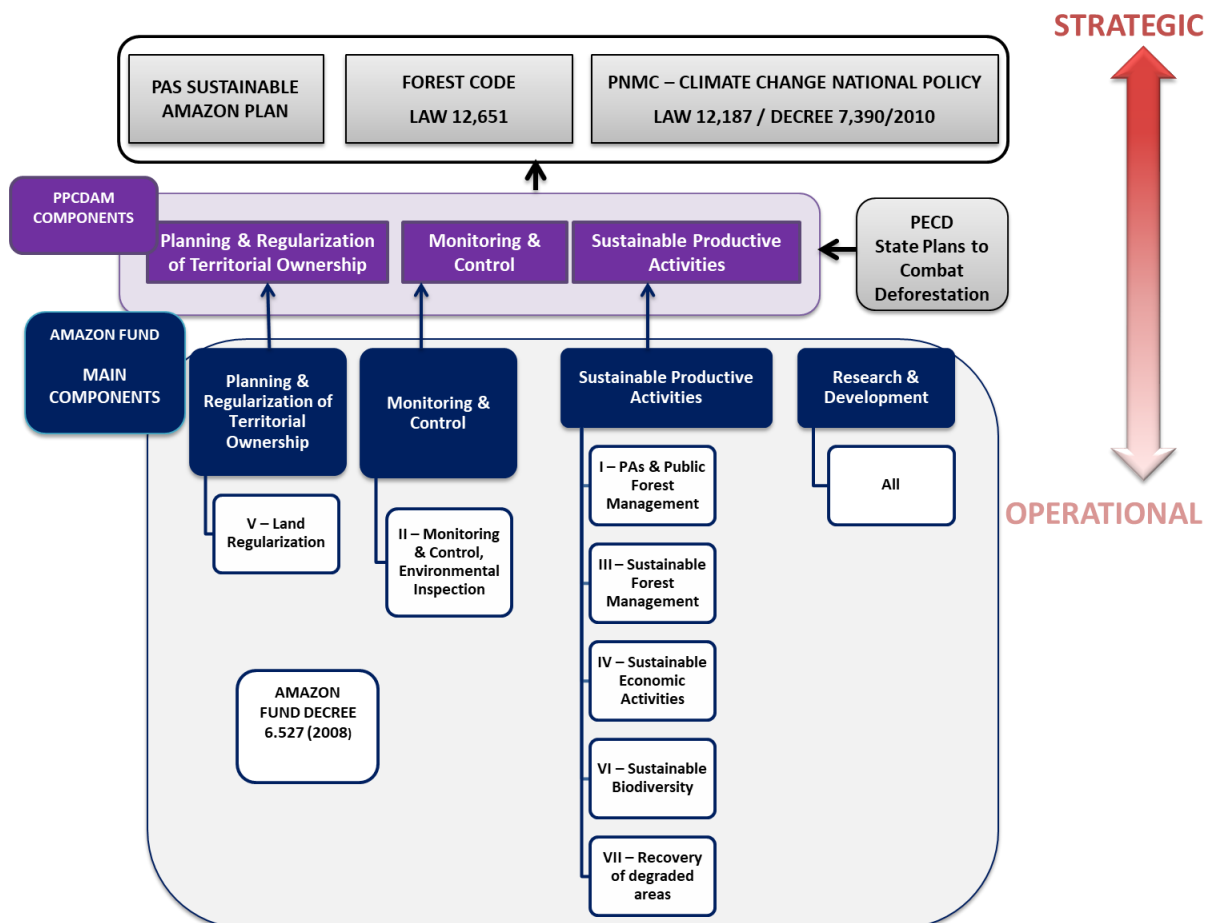 STRATEGIC
PAS SUSTAINABLE
AMAZON PLAN
FOREST CODE
LAW 12,651
PNMC – CLIMATE CHANGE NATIONAL POLICY
LAW 12,187 / DECREE 7,390/2010
PPCDAM
COMPONENTS
Planning & Regularization
of Territorial Ownership
Monitoring &
Control
Sustainable Productive
Activities
PECD
State Plans to
Combat
Deforestation
AMAZON FUND
MAIN
COMPONENTS
Planning &
Regularization of
Territorial
Ownership
Monitoring &
Control
Sustainable Productive
Activities
Research &
Development
V – Land
Regularization
II – Monitoring
& Control,
Environmental
Inspection
I – PAs & Public
Forest
Management
All
OPERATIONAL
III – Sustainable
Forest
Management
IV – Sustainable
Economic
Activities
AMAZON
FUND DECREE
6.527 (2008)
VI – Sustainable
Biodiversity
VII – Recovery
of degraded
areas